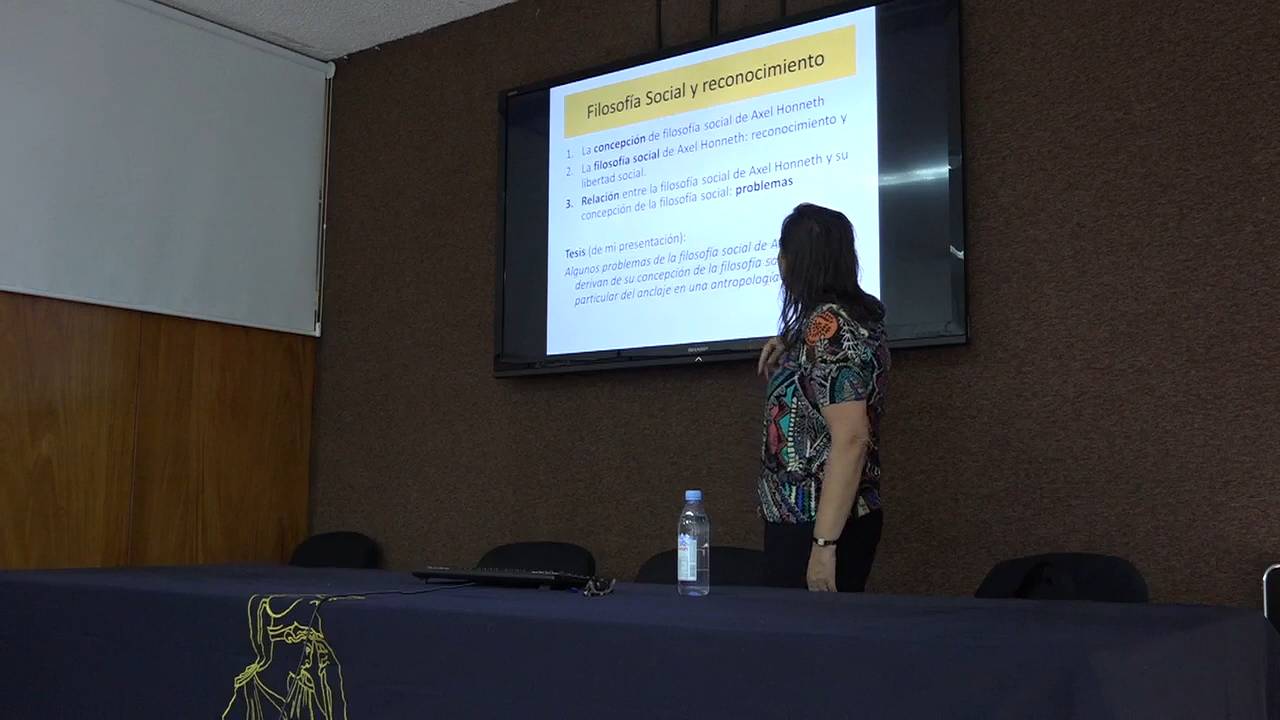 Filosofía Social y reconocimiento
1. La concepción de filosofía social de Axel Honneth
2. La filosofía social de Axel Honneth: reconocimiento y
libertad social.
3. Relación entre la filosofía social de Axel Honneth y su
concepción de la filosofía social: problemas
Tesis (de mi presentación):
Algunos problemas de la filosofía social de
derivan de su concepción de la filosofía
particular del anclaje en una antropología
SHARP